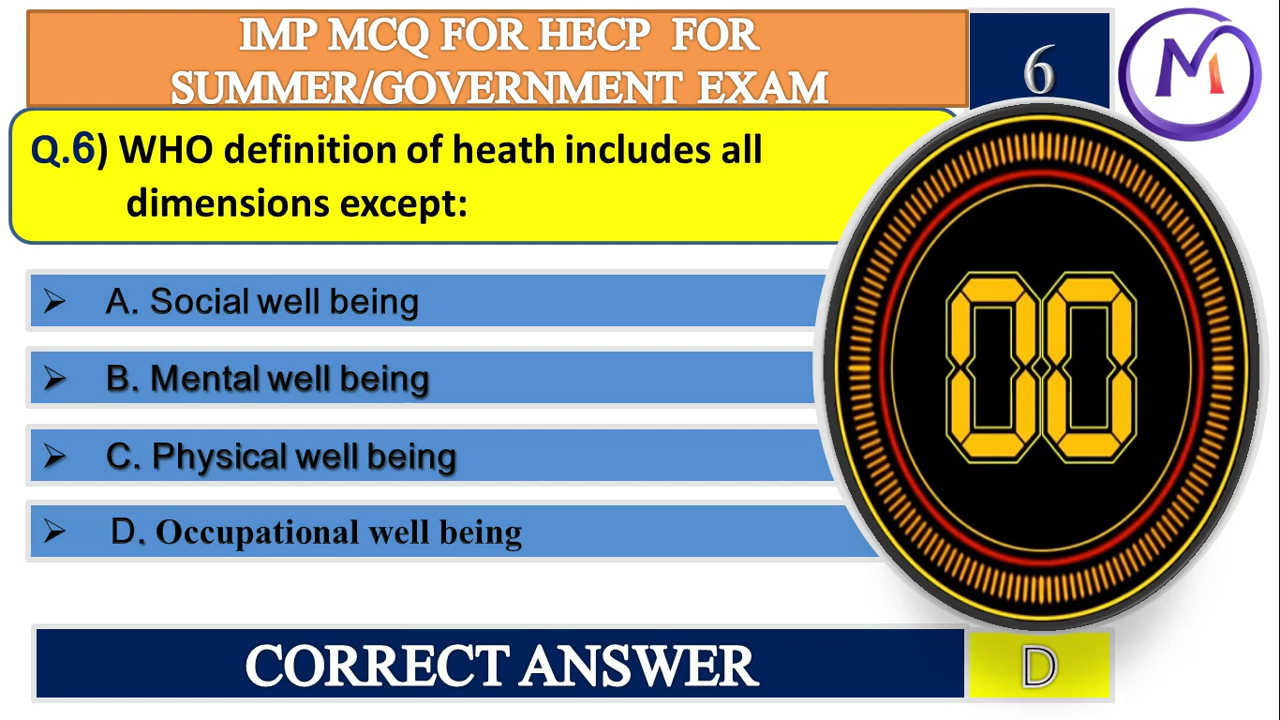 IMP MCQ FOR HECP FOR
SUMMER/GOVERNMENT EXAM
6
M
Q.6) WHO definition of heath includes all
dimensions except:
➢ A. Social well being
➢ B. Mental well being
➢ C. Physical well being
➢ D. Occupational well being
00
CORRECT ANSWER
D